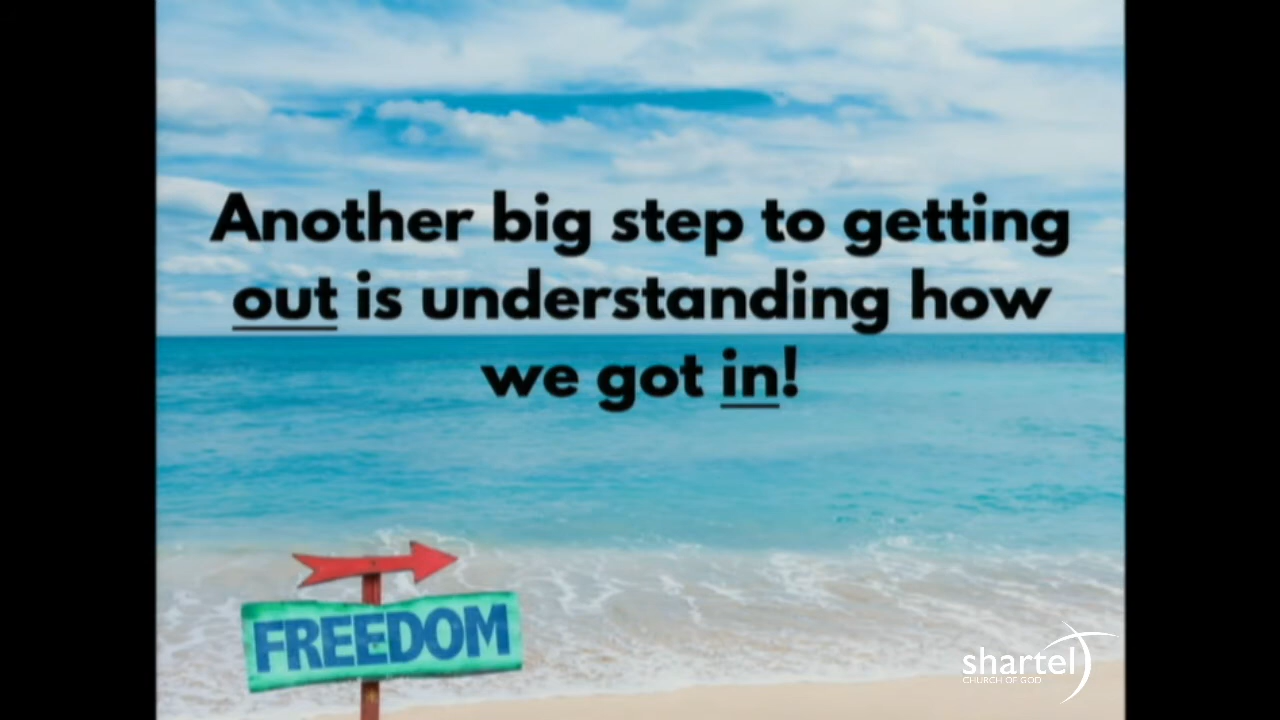 Another big step to getting
out is understanding how
we got in!
FREEDOM
shartel
CHURCH OF GOD